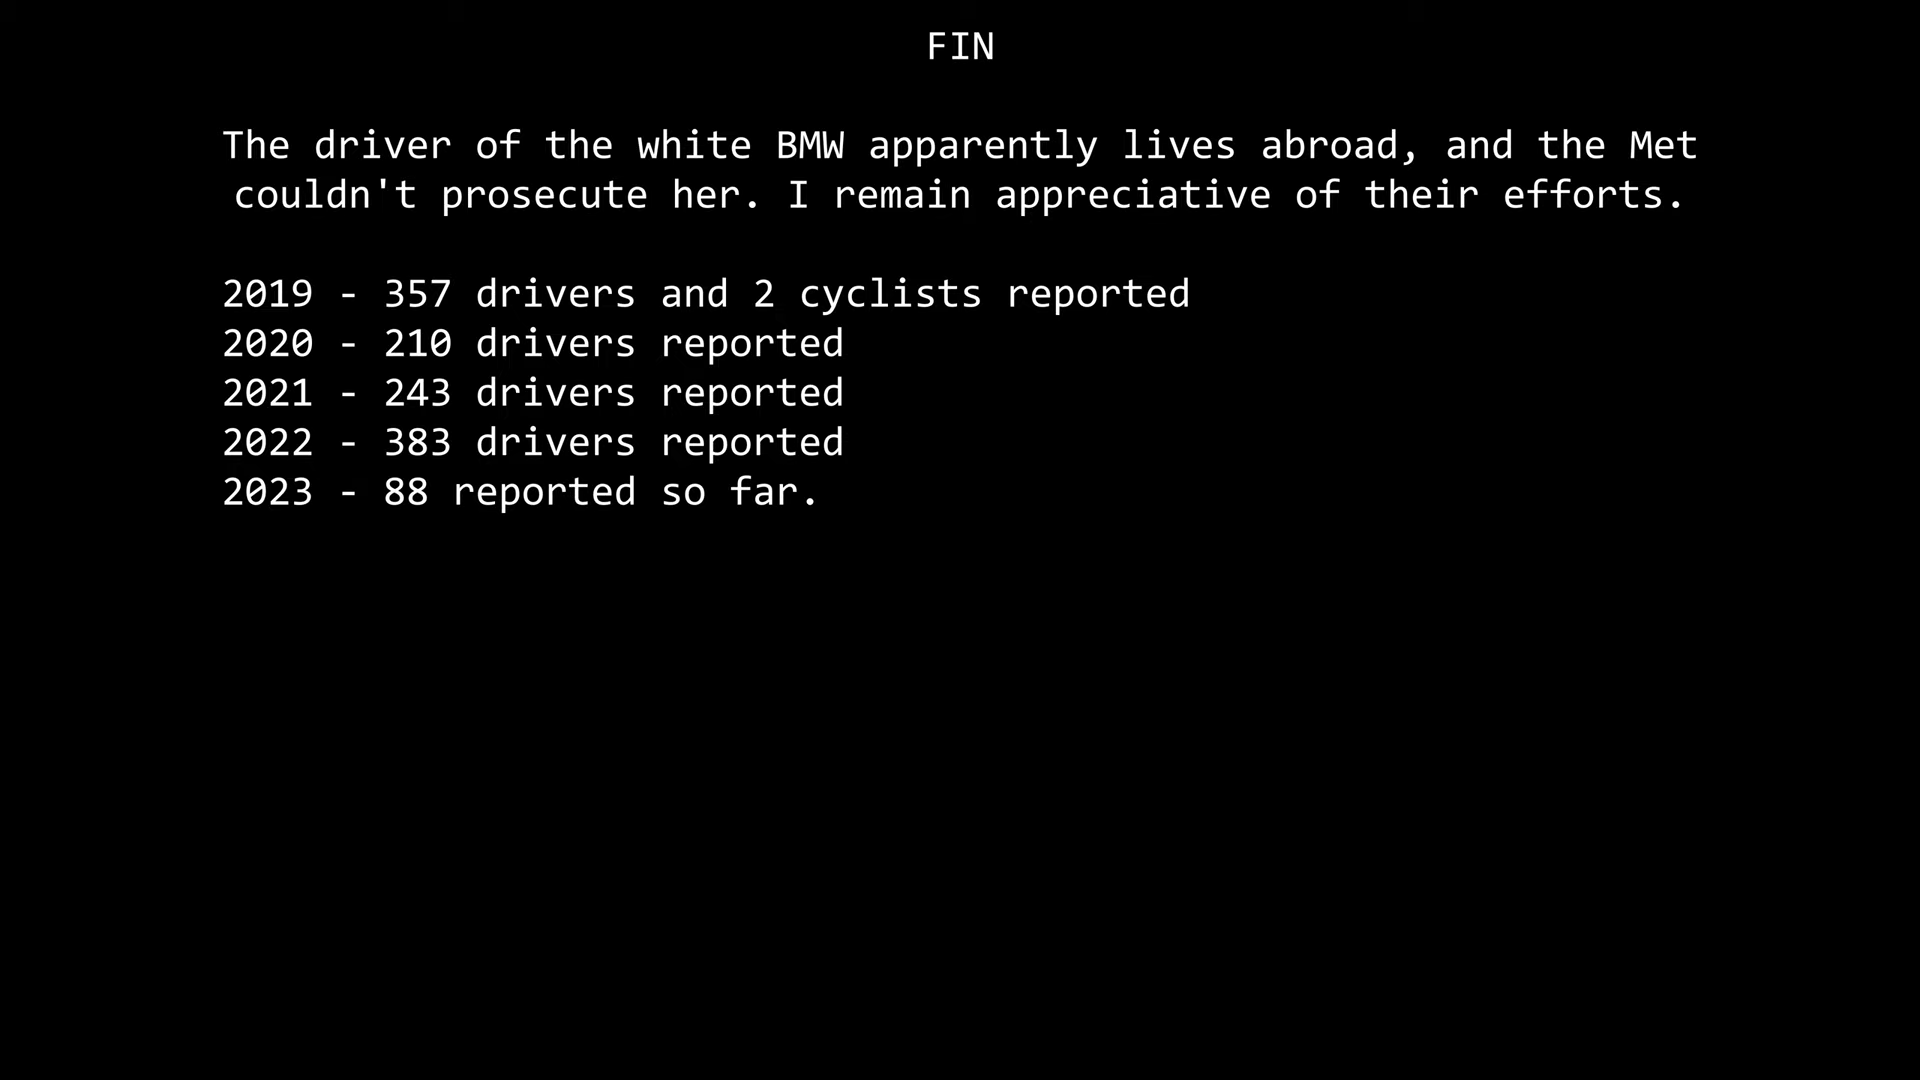 FIN
The driver of the white BMW apparently lives abroad, and the Met
couldn't prosecute her. I remain appreciative of their efforts.
2019 - 357 drivers and 2 cyclists reported
2020 - 210 drivers reported
2021 - 243 drivers reported
2022 - 383 drivers reported
2023 - 88 reported so far.